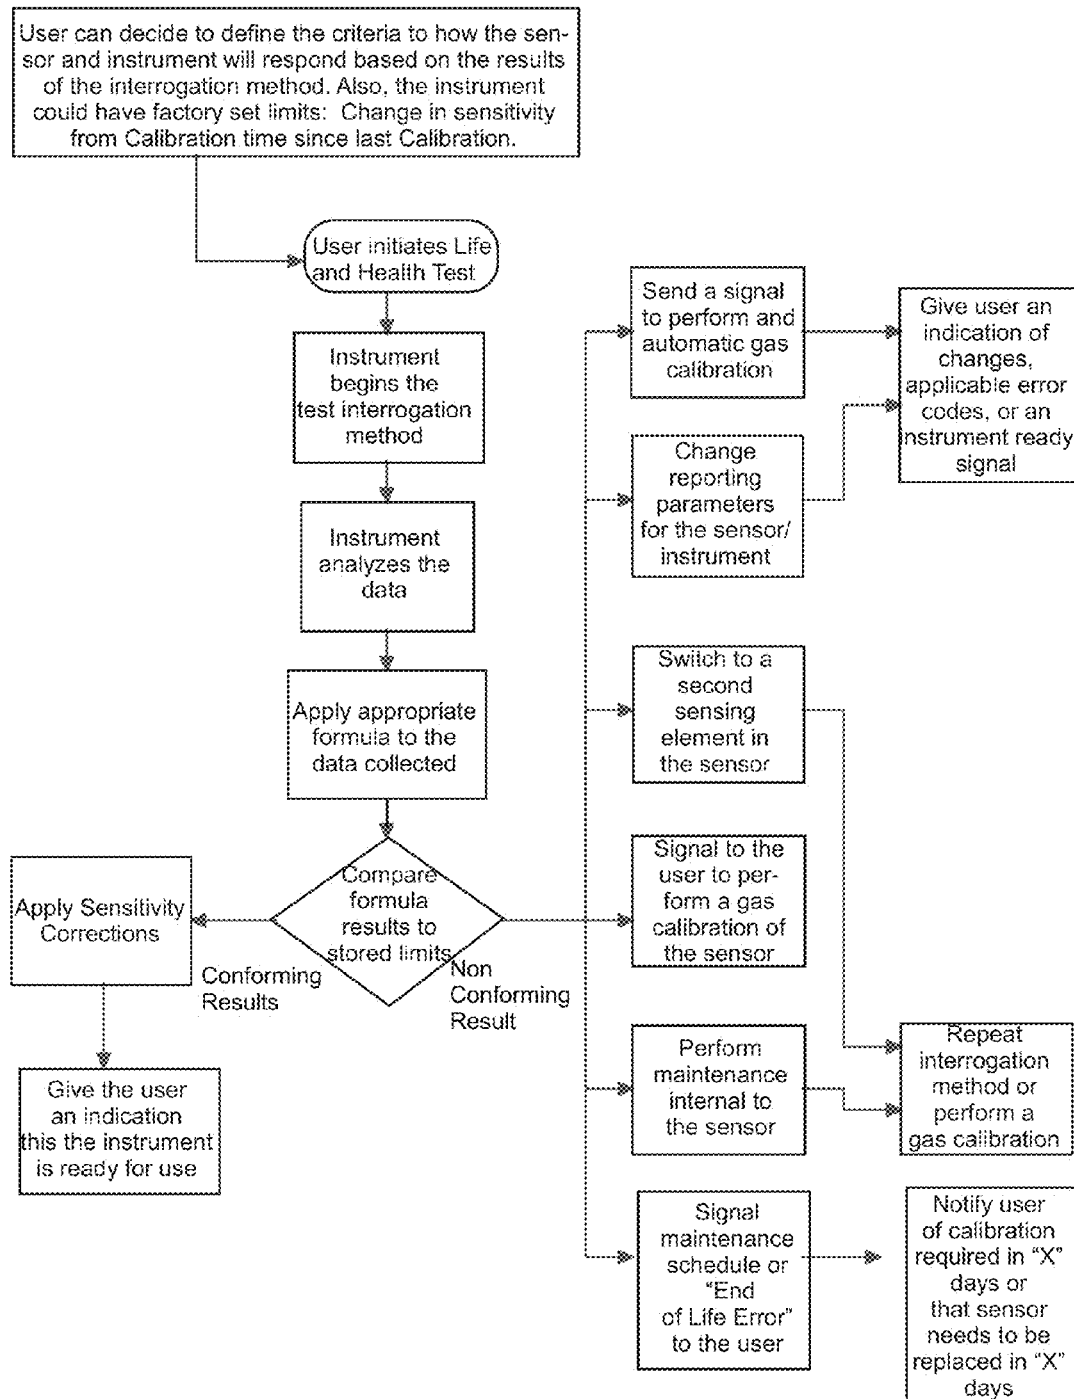 User can decide to define the criteria to how the sen-
sor and instrument will respond based on the results
of the interrogation method. Also, the instrument
could have factory set limits: Change in sensitivity
from Calibration time since last Calibration.
User initiates Life
and Health Test
Instrument
begins the
test interrogation
method
Instrument
analyzes the
data
Apply appropriate
formula to the
data collected
Compare
formula
results to
stored limits
Conforming
Results
Non
Conforming
Result
Apply Sensitivity
Corrections
Give the user
an indication
this the instrument
is ready for use
Send a signal
to perform and
automatic gas
calibration
Change
reporting
parameters
for the sensor/
instrument
Give user an
indication of
changes,
applicable error
codes, or an
instrument ready
signal
Switch to a
second
sensing
element in
the sensor
Signal to the
user to per-
form a gas
calibration of
the sensor
Perform
maintenance
internal to
the sensor
Repeat
interrogation
method or
perform a
gas calibration
Signal
maintenance
schedule or
“End
of Life Error”
to the user
Notify user
of calibration
required in “X”
days or
that sensor
needs to be
replaced in “X”
days